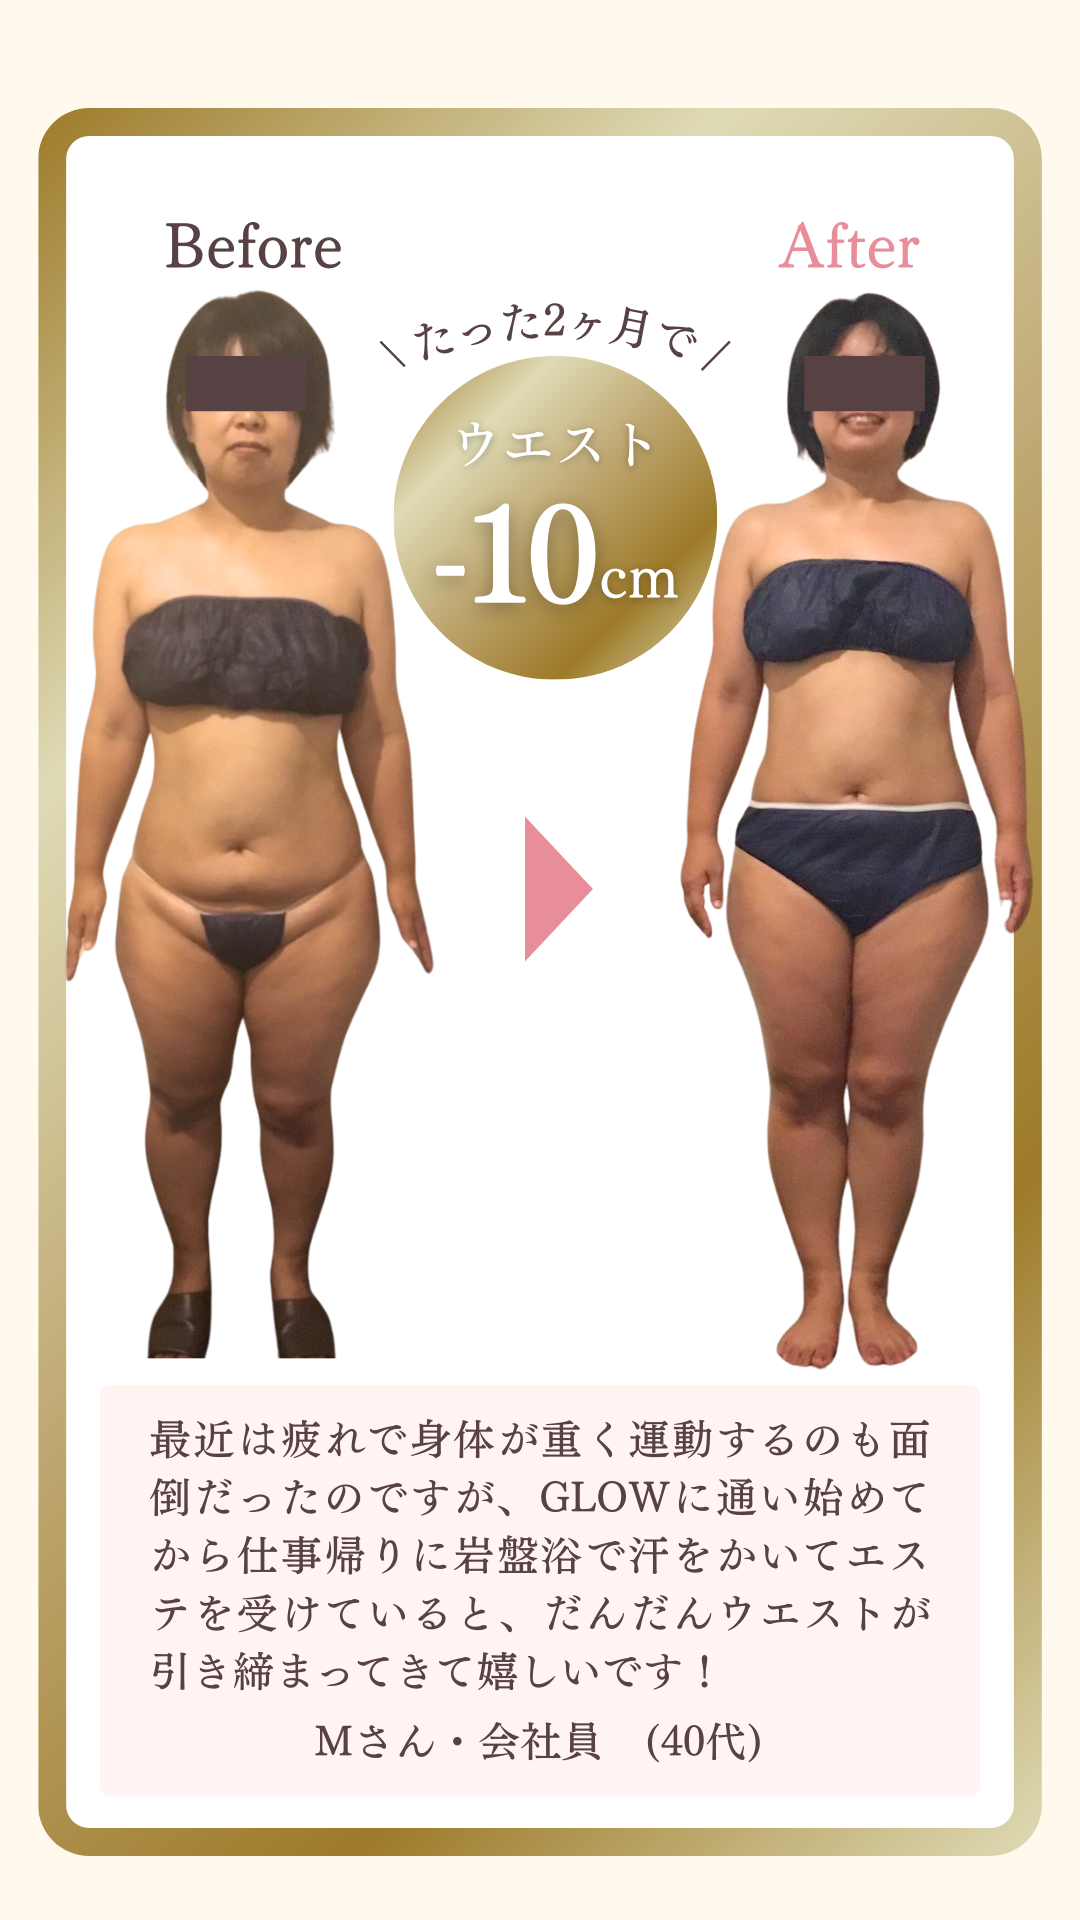 Before
After
\たった2ヶ月で/
ウエスト
-10cm
最近は疲れで身体が重く運動するのも面
倒だったのですが、GLOWに通い始めて
から仕事帰りに岩盤浴で汗をかいてエス
テを受けていると、だんだんウエストが
引き締まってきて嬉しいです！
Mさん・会社員　(40代)